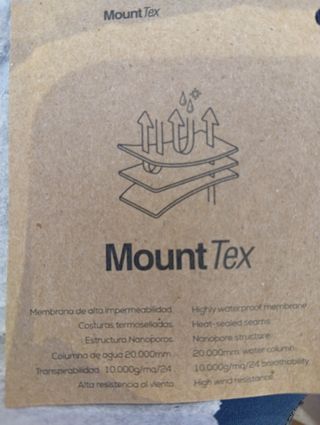 MountTex
MountTex
Membrana de alta impermeabilidad
Costuras termoselladas
Estructura Nanoporos
Columna de agua 20.000mm
Transpirabilidad 10.000g/mq/24
Alta resistencia al viento
Highly waterproof membrane
Heat-sealed seams
Nanopore structure
20.000mm water column
10.000g/mq/24 breathability
High wind resistance